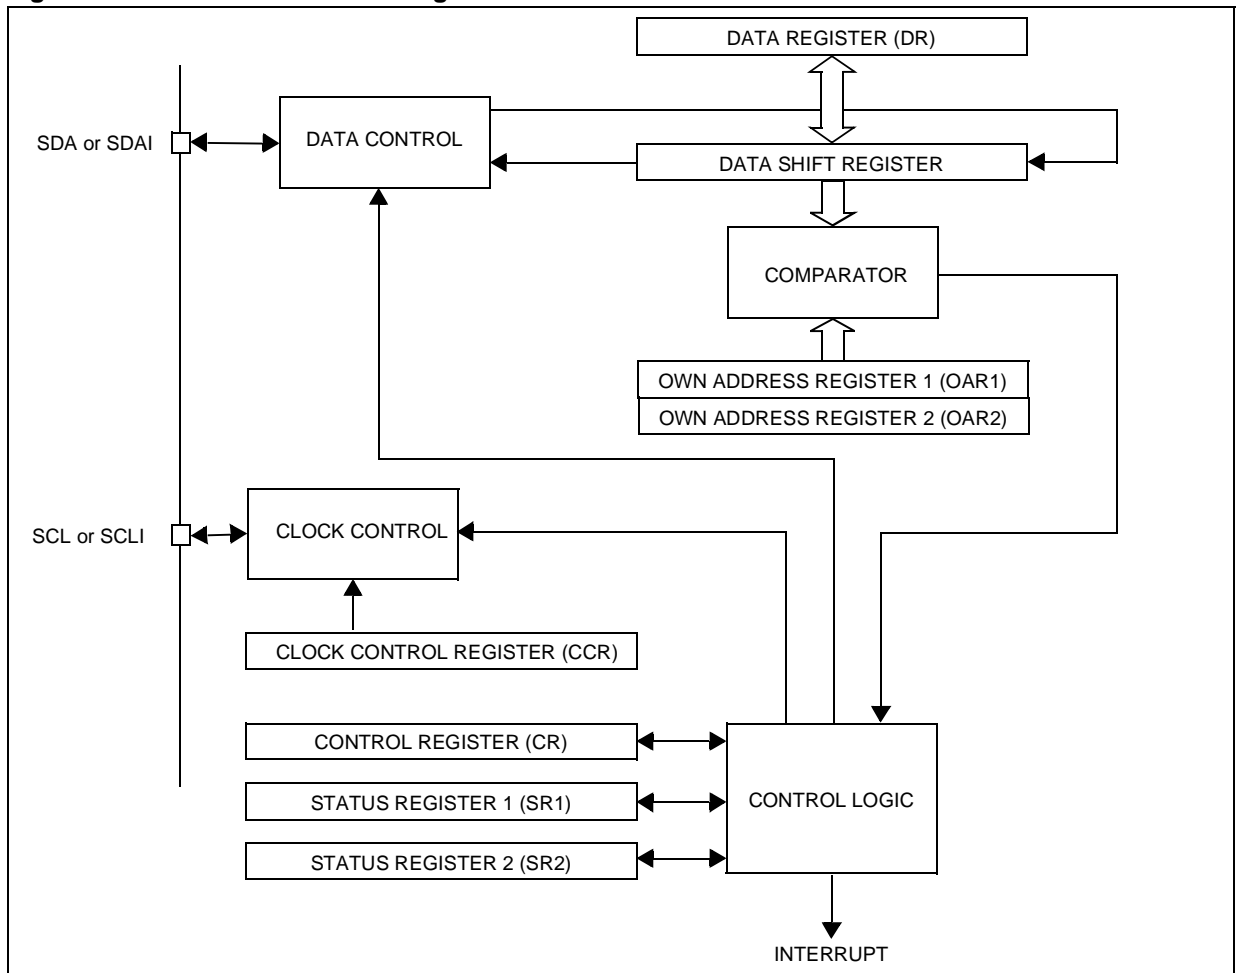 DATA REGISTER (DR)
SDA or SDAI
DATA CONTROL
DATA SHIFT REGISTER
COMPARATOR
OWN ADDRESS REGISTER 1 (OAR1)
OWN ADDRESS REGISTER 2 (OAR2)
SCL or SCLI
CLOCK CONTROL
CLOCK CONTROL REGISTER (CCR)
CONTROL REGISTER (CR)
STATUS REGISTER 1 (SR1)
CONTROL LOGIC
STATUS REGISTER 2 (SR2)
INTERRUPT